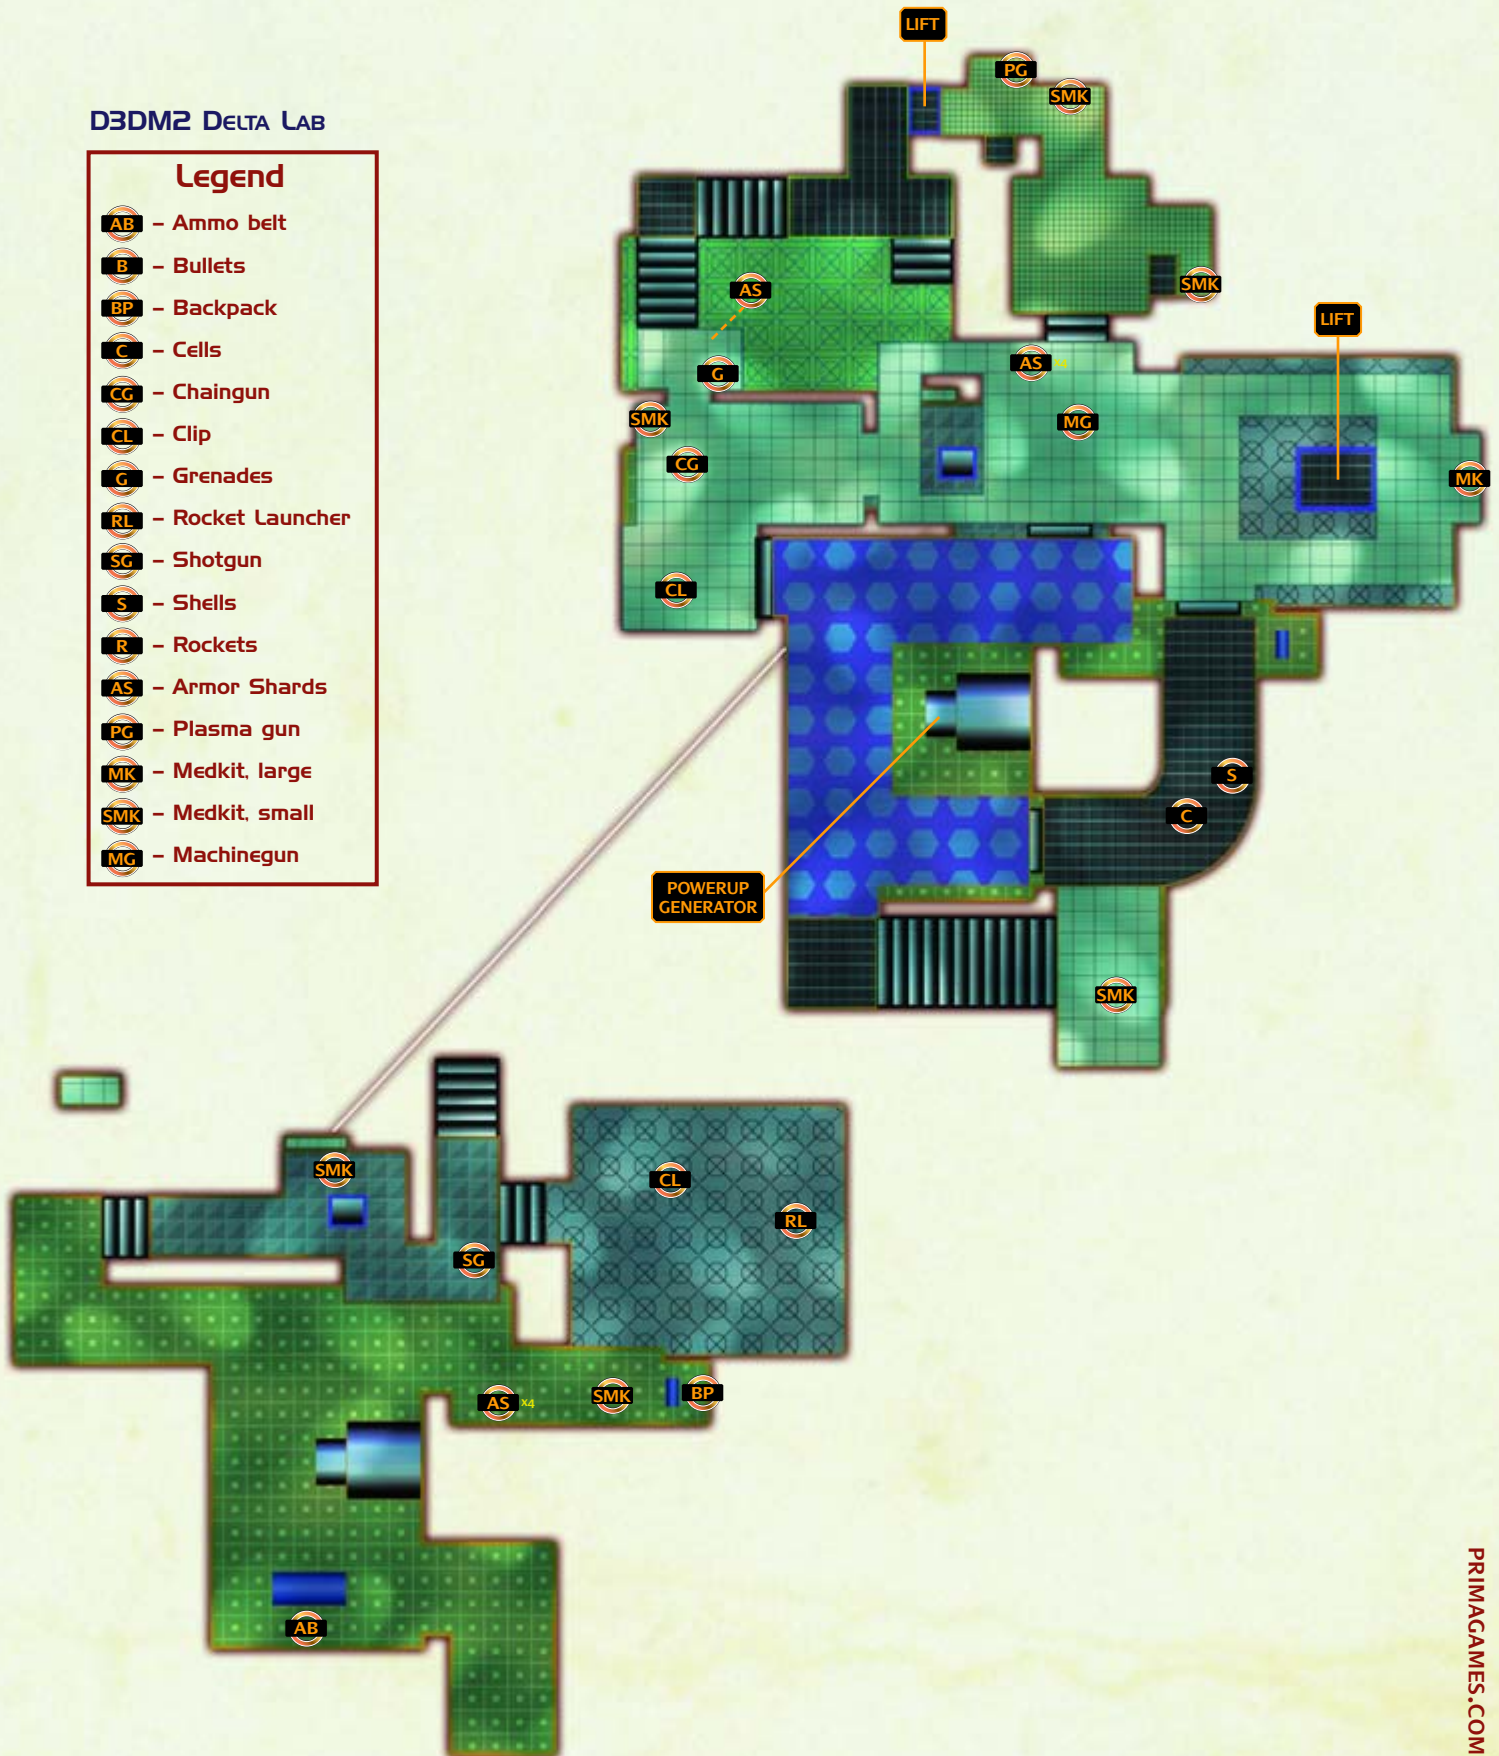 D3DM2 Delta Lab
Legend
AB – Ammo belt
B – Bullets
BP – Backpack
C – Cells
CG – Chaingun
CL – Clip
G – Grenades
RL – Rocket Launcher
SG – Shotgun
S – Shells
R – Rockets
AS – Armor Shards
PG – Plasma gun
MK – Medkit, large
SMK – Medkit, small
MG – Machinegun
LIFT
PG
SMK
SMK
AS
LIFT
G
AS x4
SMK
MG
CG
MK
CL
S
C
POWERUP
GENERATOR
SMK
SMK
CL
RL
SG
AS x4
SMK
BP
AB
PRIMAGAMES.COM